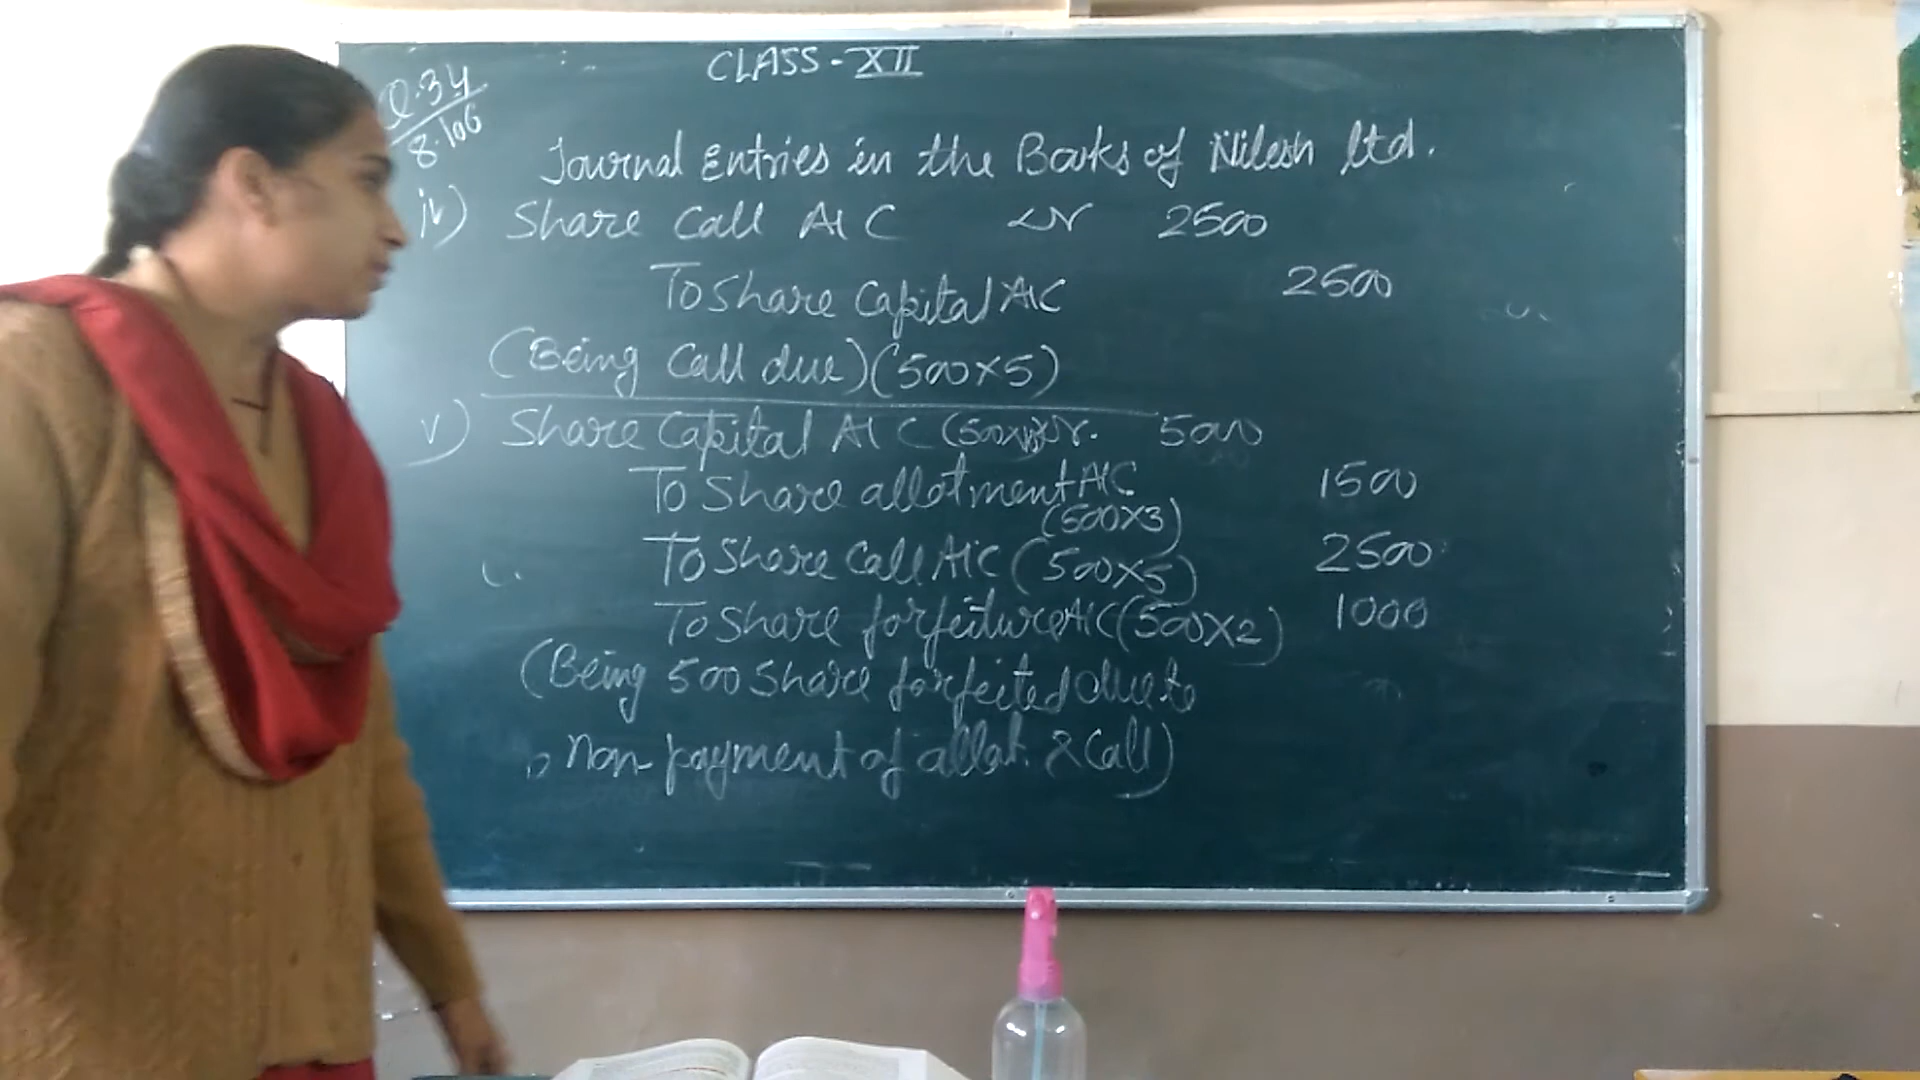 CLASS - XII
Q.34
8.106
Journal Entries in the Books of Nilesh ltd.
iv) Share Call A/C Dr 2500
To Share Capital A/C 2500
(Being Call due) (500×5)
v) Share Capital A/C (500×10) Dr. 5000
To Share allotment A/C 1500
(500×3)
To Share Call A/C (500×5) 2500
To Share forfeiture A/C (500×2) 1000
(Being 500 Share forfeited due to
non-payment of allot. & Call)